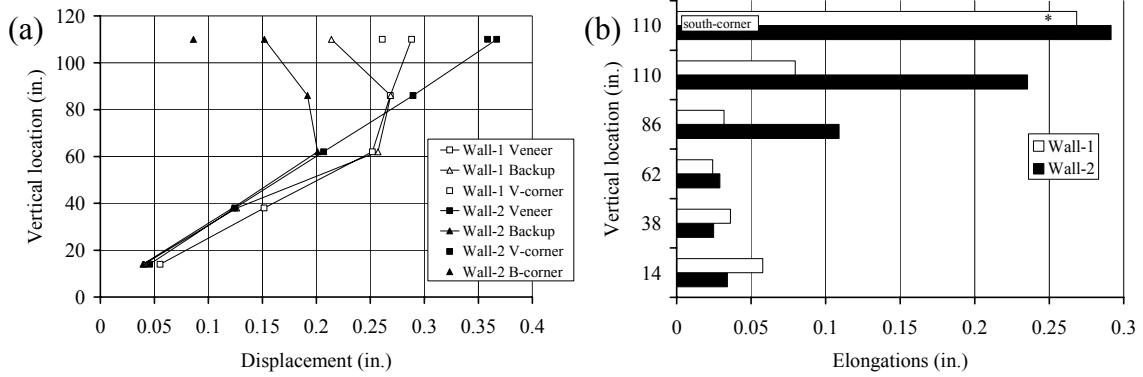 (a)
Vertical location (in.)
120
100
80
60
40
20
0
0 0.05 0.1 0.15 0.2 0.25 0.3 0.35 0.4
Displacement (in.)
Wall-1 Veneer
Wall-1 Backup
Wall-1 V-corner
Wall-2 Veneer
Wall-2 Backup
Wall-2 V-corner
Wall-2 B-corner
(b)
Vertical location (in.)
110
110
86
62
38
14
south-corner
*
0 0.05 0.1 0.15 0.2 0.25 0.3
Elongations (in.)
Wall-1
Wall-2